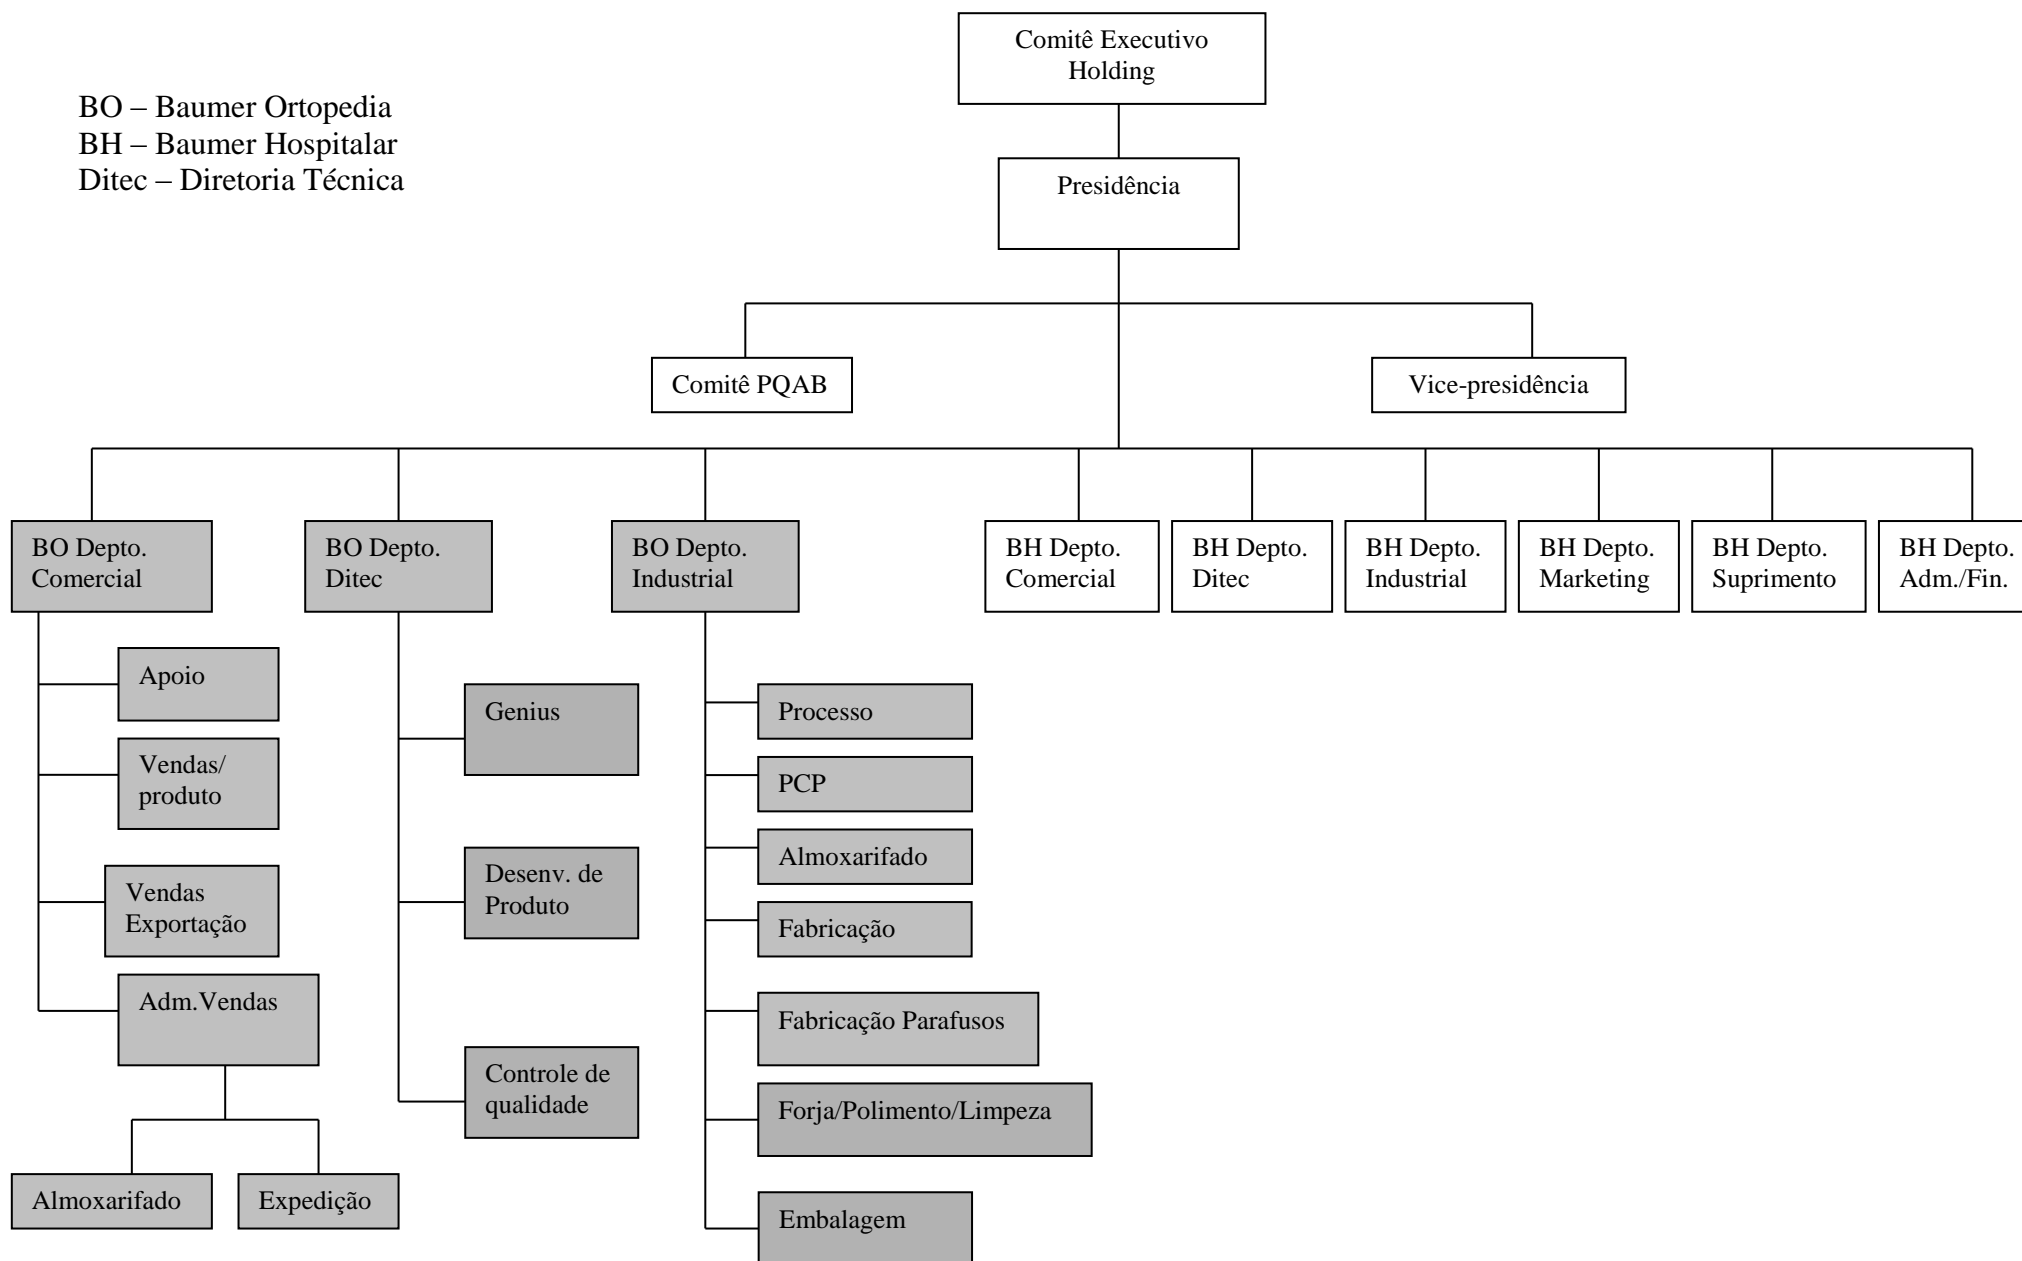 Comitê Executivo
Holding
BO – Baumer Ortopedia
BH – Baumer Hospitalar
Ditec – Diretoria Técnica
Presidência
Comitê PQAB
Vice-presidência
BO Depto.
Comercial
BO Depto.
Ditec
BO Depto.
Industrial
BH Depto.
Comercial
BH Depto.
Ditec
BH Depto.
Industrial
BH Depto.
Marketing
BH Depto.
Suprimento
BH Depto.
Adm./Fin.
Apoio
Vendas/
produto
Vendas
Exportação
Adm.Vendas
Almoxarifado
Expedição
Genius
Desenv. de
Produto
Controle de
qualidade
Processo
PCP
Almoxarifado
Fabricação
Fabricação Parafusos
Forja/Polimento/Limpeza
Embalagem